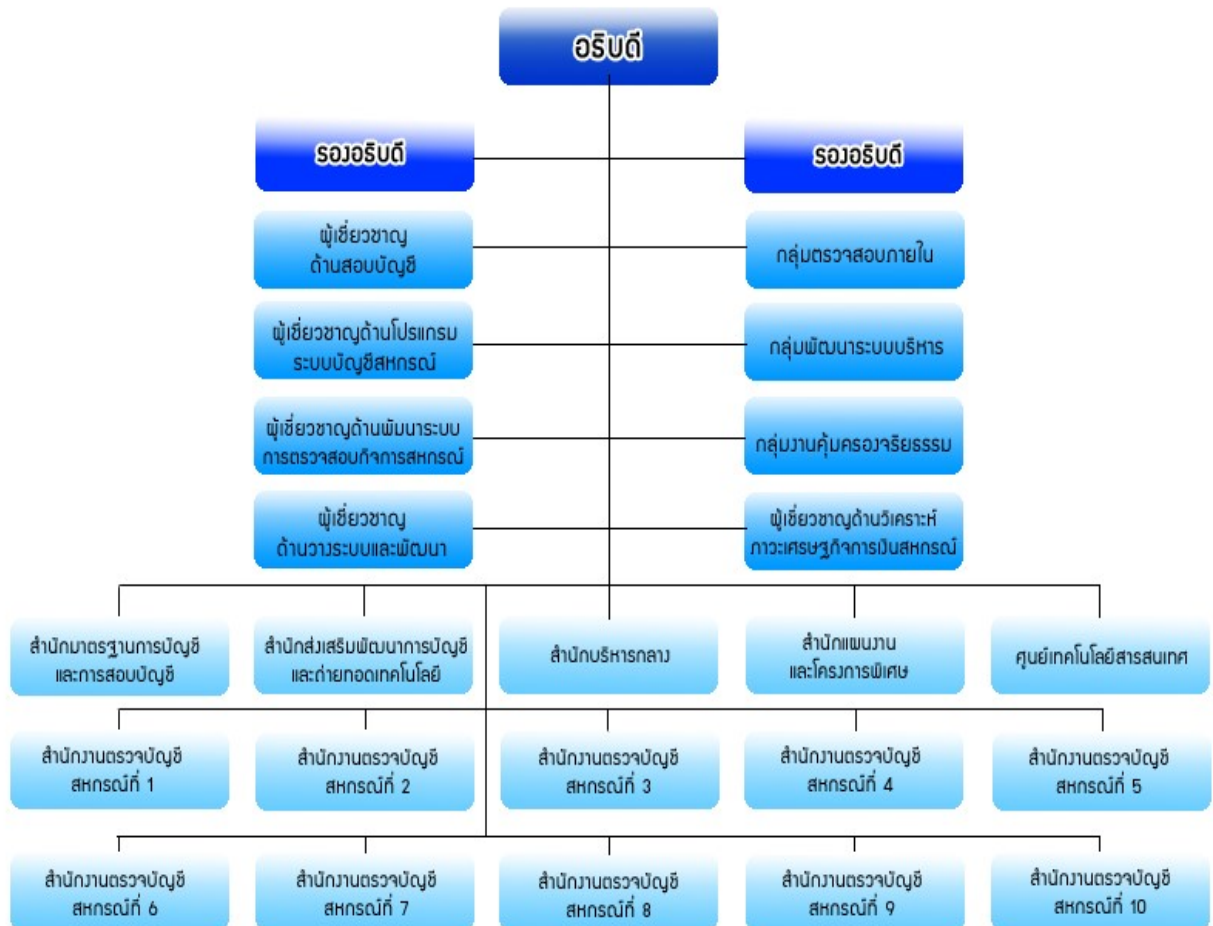 อธิบดี
รองอธิบดี
รองอธิบดี
ผู้เชี่ยวชาญ
ด้านสอบบัญชี
กลุ่มตรวจสอบภายใน
ผู้เชี่ยวชาญด้านโปรแกรม
ระบบบัญชีสหกรณ์
กลุ่มพัฒนาระบบบริหาร
ผู้เชี่ยวชาญด้านพัมนาระบบ
การตรวจสอบกิจการสหกรณ์
กลุ่มงานคุ้มครองจริยธรรม
ผู้เชี่ยวชาญ
ด้านวางระบบและพัฒนา
ผู้เชี่ยวชาญด้านวิเคราะห์
ภาวะเศรษฐกิจการเงินสหกรณ์
สำนักมาตรฐานการบัญชี
และการสอบบัญชี
สำนักส่งเสริมพัฒนาการบัญชี
และถ่ายทอดเทคโนโลยี
สำนักบริหารกลาง
สำนักแผนงาน
และโครงการพิเศษ
ศูนย์เทคโนโลยีสารสนเทศ
สำนักงานตรวจบัญชี
สหกรณ์ที่ 1
สำนักงานตรวจบัญชี
สหกรณ์ที่ 2
สำนักงานตรวจบัญชี
สหกรณ์ที่ 3
สำนักงานตรวจบัญชี
สหกรณ์ที่ 4
สำนักงานตรวจบัญชี
สหกรณ์ที่ 5
สำนักงานตรวจบัญชี
สหกรณ์ที่ 6
สำนักงานตรวจบัญชี
สหกรณ์ที่ 7
สำนักงานตรวจบัญชี
สหกรณ์ที่ 8
สำนักงานตรวจบัญชี
สหกรณ์ที่ 9
สำนักงานตรวจบัญชี
สหกรณ์ที่ 10